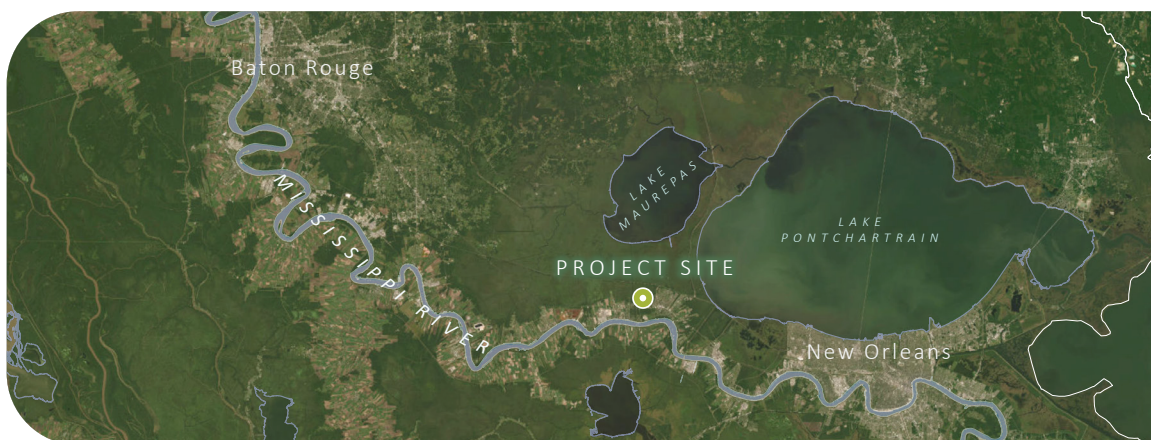 Baton Rouge
MISSISSIPPI RIVER
LAKE
MAUREPAS
LAKE
PONTCHARTRAIN
PROJECT SITE
New Orleans